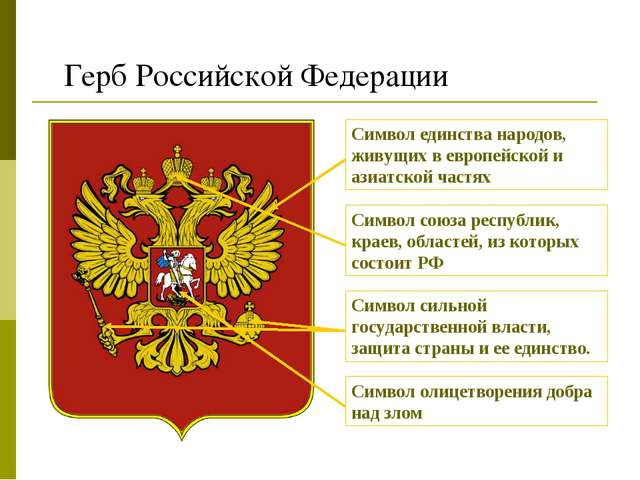 Герб Российской Федерации
Символ единства народов,
живущих в европейской и
азиатской частях
Символ союза республик,
краев, областей, из которых
состоит РФ
Символ сильной
государственной власти,
защита страны и ее единство.
Символ олицетворения добра
над злом